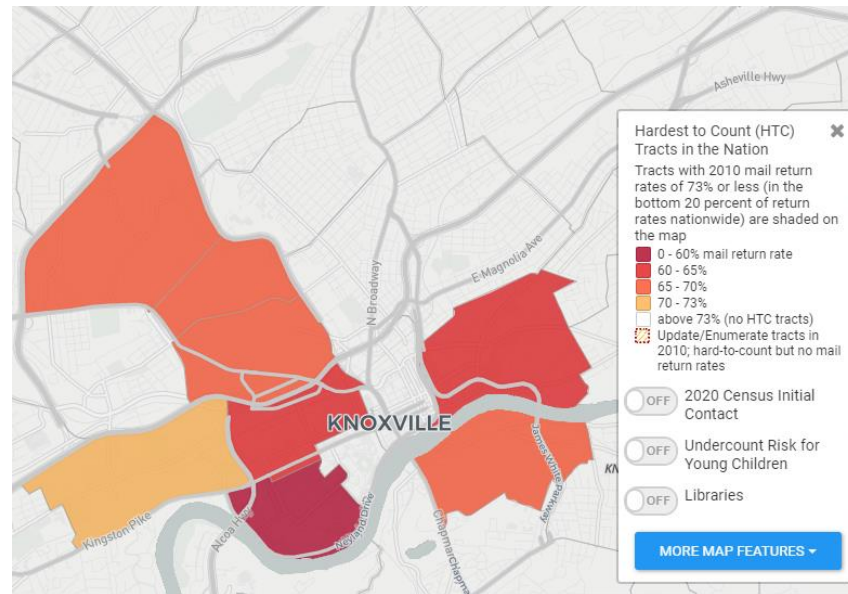 Asheville Hwy
Hardest to Count (HTC)
Tracts in the Nation
Tracts with 2010 mail return
rates of 73% or less (in the
bottom 20 percent of return
rates nationwide) are shaded on
the map
0 - 60% mail return rate
60 - 65%
65 - 70%
70 - 73%
above 73% (no HTC tracts)
Update/Enumerate tracts in
2010; hard-to-count but no mail
return rates
OFF 2020 Census Initial
Contact
OFF Undercount Risk for
Young Children
OFF Libraries
MORE MAP FEATURES
E Magnolia Ave
N Broadway
KNOXVILLE
James White Parkway
KN
Kingston Pike
Alcoa Hw
Neyland Drive
Chapman
Chapma